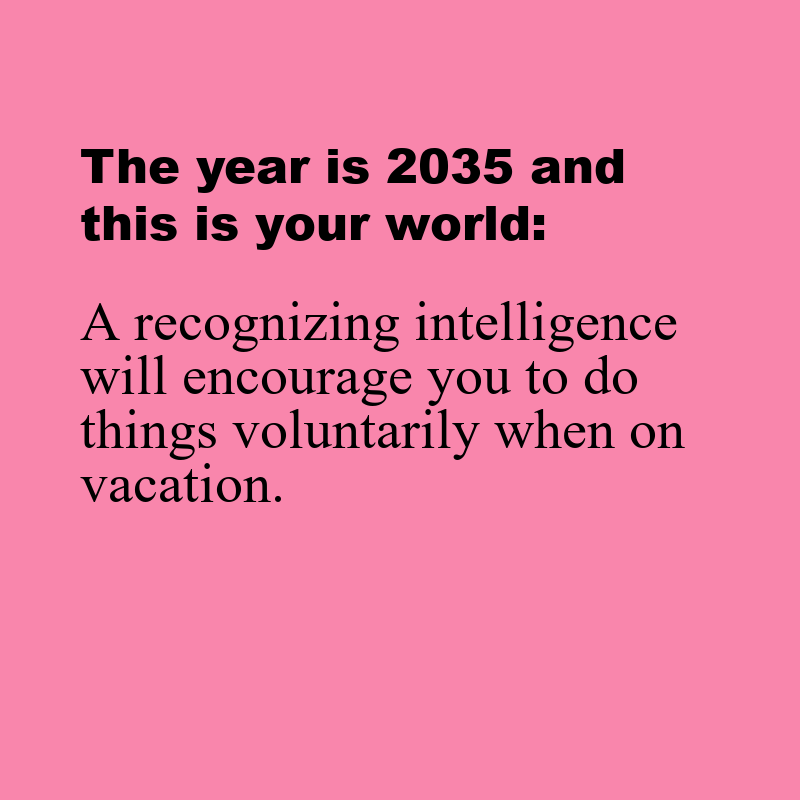 The year is 2035 and
this is your world:
A recognizing intelligence
will encourage you to do
things voluntarily when on
vacation.